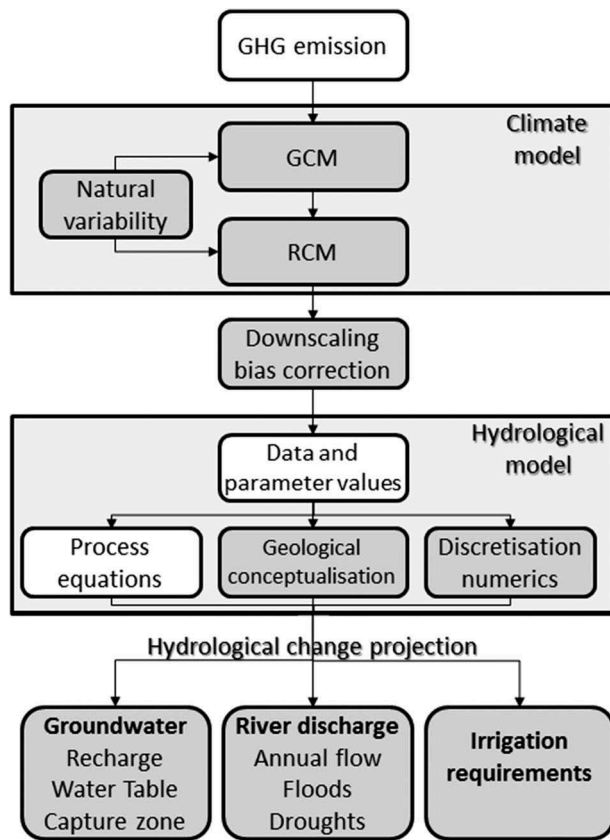 GHG emission
Climate
model
GCM
Natural
variability
RCM
Downscaling
bias correction
Hydrological
model
Data and
parameter values
Process
equations
Geological
conceptualisation
Discretisation
numerics
Hydrological change projection
Groundwater
Recharge
Water Table
Capture zone
River discharge
Annual flow
Floods
Droughts
Irrigation
requirements